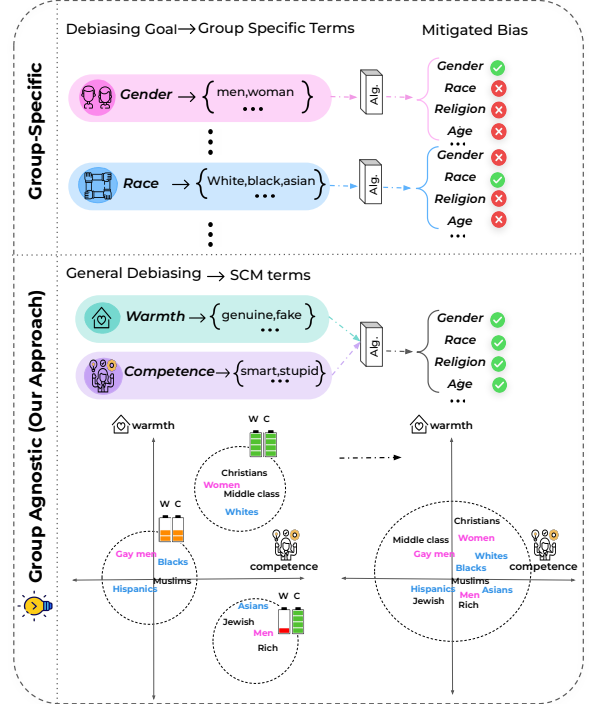 Debiasing Goal→Group Specific Terms
Mitigated Bias
Group-Specific
Gender → {men,woman ...}
Alg.
Gender
Race
Religion
Age
...
...
Race → {White,black,asian ...}
Alg.
Gender
Race
Religion
Age
...
...
Group Agnostic (Our Approach)
General Debiasing → SCM terms
Warmth → {genuine,fake ...}
Competence → {smart,stupid ...}
Alg.
Gender
Race
Religion
Age
...
warmth
W C
Christians
Women
Middle class
Whites
W C
Gay men
Blacks
Muslims
Hispanics
competence
Asians
W C
Jewish
Men
Rich
warmth
Christians
Middle class
Women
Gay men
Whites
Blacks
competence
Muslims
Hispanics
Asians
Men
Jewish
Rich